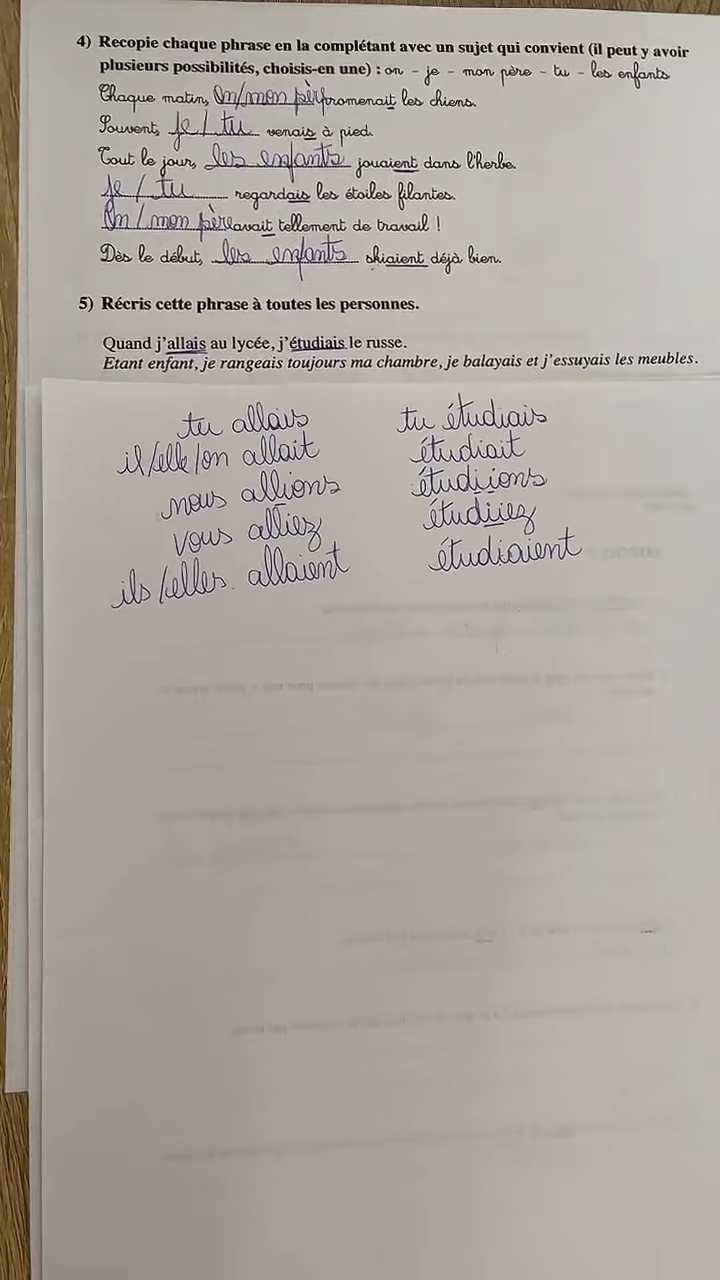 4) Recopie chaque phrase en la complétant avec un sujet qui convient (il peut y avoir
plusieurs possibilités, choisis-en une) : on - je - mon père - tu - les enfants
Chaque matin, On/mon père promenait les chiens.
Souvent, je / tu venais à pied.
Tout le jour, les enfants jouaient dans l'herbe.
je / tu regardais les étoiles filantes.
On / mon père avait tellement de travail !
Dès le début, les enfants skiaient déjà bien.
5) Récris cette phrase à toutes les personnes.
Quand j'allais au lycée, j'étudiais le russe.
Etant enfant, je rangeais toujours ma chambre, je balayais et j'essuyais les meubles.
tu allais tu étudiais
il/elle/on allait étudiait
nous allions étudiions
vous alliez étudiiez
ils/elles allaient étudiaient